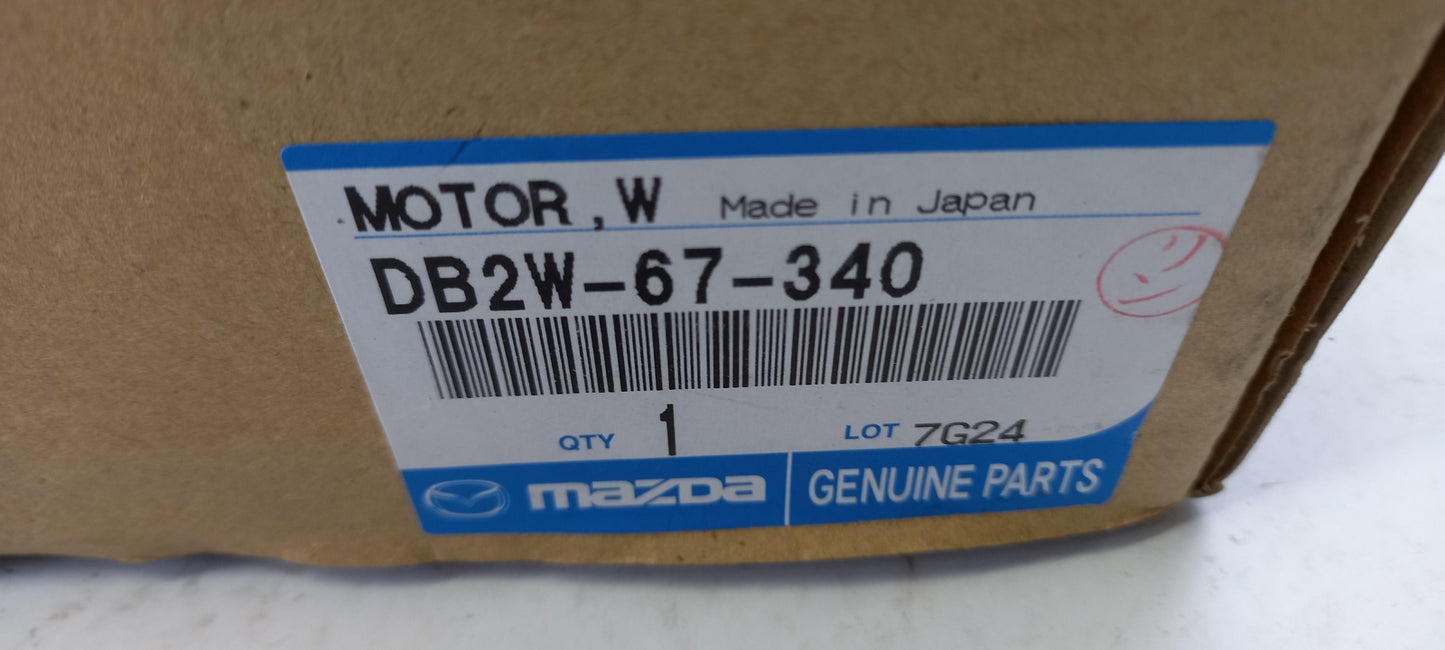 MOTOR,W Made in Japan
DB2W-67-340
QTY 1 LOT 7G24
mazda GENUINE PARTS